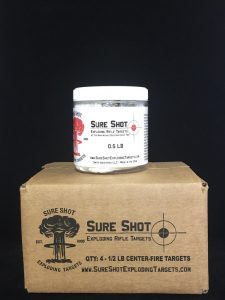 Sure Shot
Exploding Rifle Targets
0.5 LB
www.SureShotExplodingTargets.com
SURE SHOT
EXPLODING TARGETS
EST.
Sure Shot
Exploding Rifle Targets
QTY: 4 - 1/2 LB CENTER-FIRE TARGETS
www.SureShotExplodingTargets.com